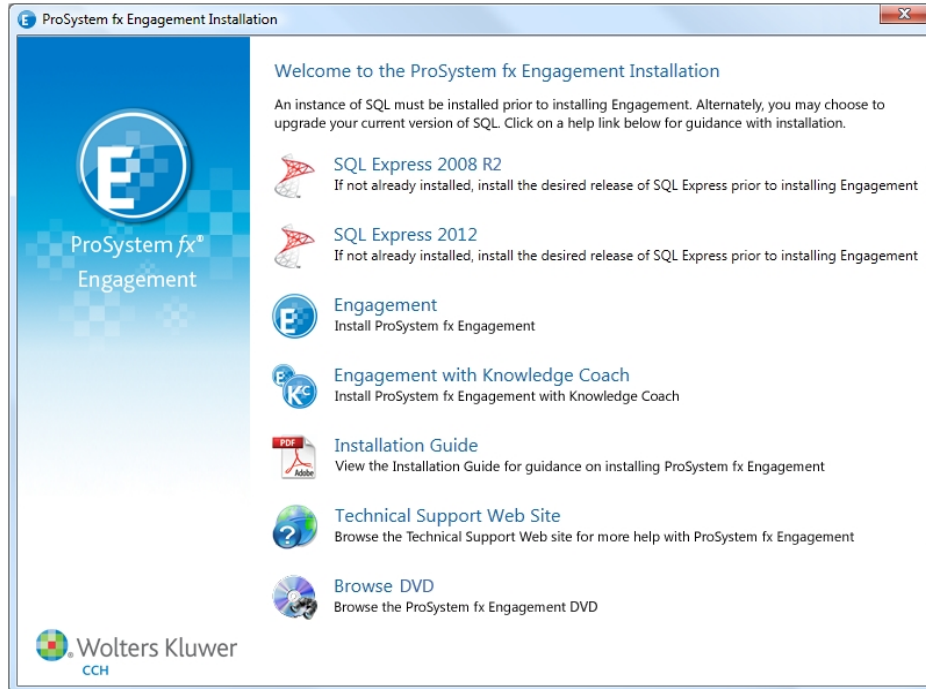 ProSystem fx Engagement Installation
x
E
ProSystem fx®
Engagement
Welcome to the ProSystem fx Engagement Installation
An instance of SQL must be installed prior to installing Engagement. Alternately, you may choose to
upgrade your current version of SQL. Click on a help link below for guidance with installation.
SQL Express 2008 R2
If not already installed, install the desired release of SQL Express prior to installing Engagement
SQL Express 2012
If not already installed, install the desired release of SQL Express prior to installing Engagement
E
Engagement
Install ProSystem fx Engagement
E
KC
Engagement with Knowledge Coach
Install ProSystem fx Engagement with Knowledge Coach
PDF
Adobe
Installation Guide
View the Installation Guide for guidance on installing ProSystem fx Engagement
?
Technical Support Web Site
Browse the Technical Support Web site for more help with ProSystem fx Engagement
Browse DVD
Browse the ProSystem fx Engagement DVD
Wolters Kluwer
CCH